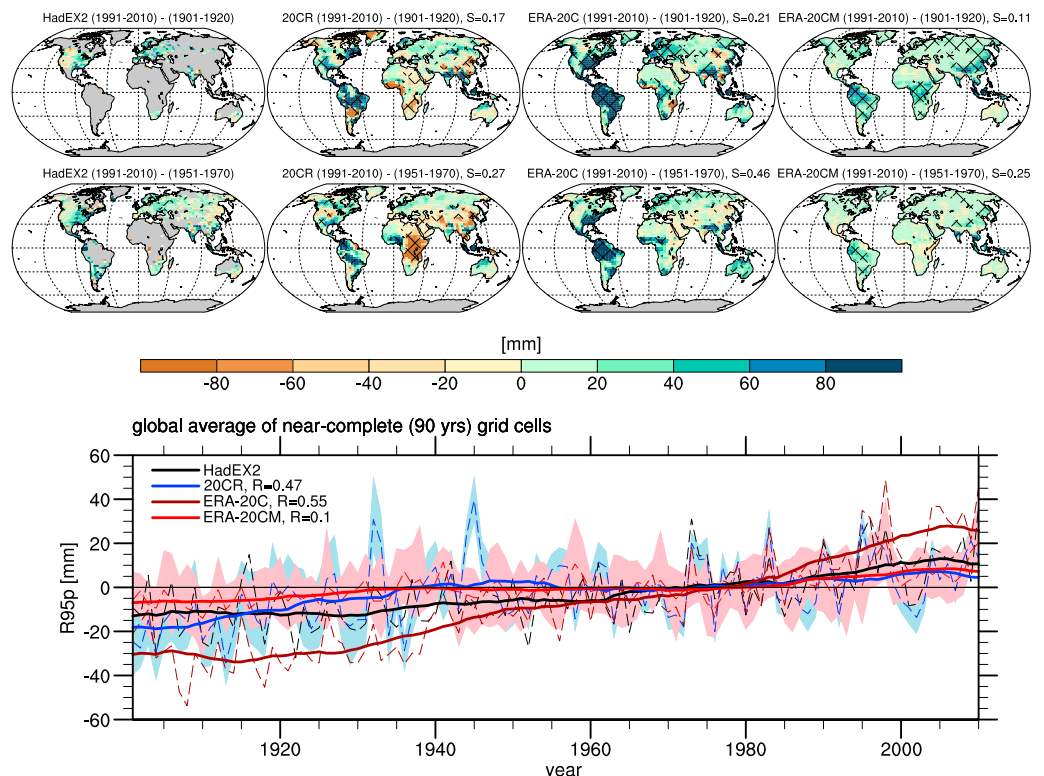 HadEX2 (1991-2010) - (1901-1920)
20CR (1991-2010) - (1901-1920), S=0.17
ERA-20C (1991-2010) - (1901-1920), S=0.21
ERA-20CM (1991-2010) - (1901-1920), S=0.11
HadEX2 (1991-2010) - (1951-1970)
20CR (1991-2010) - (1951-1970), S=0.27
ERA-20C (1991-2010) - (1951-1970), S=0.46
ERA-20CM (1991-2010) - (1951-1970), S=0.25
[mm]
-80 -60 -40 -20 0 20 40 60 80
global average of near-complete (90 yrs) grid cells
HadEX2
20CR, R=0.47
ERA-20C, R=0.55
ERA-20CM, R=0.1
R95p [mm]
60
40
20
0
-20
-40
-60
1920 1940 1960 1980 2000
year